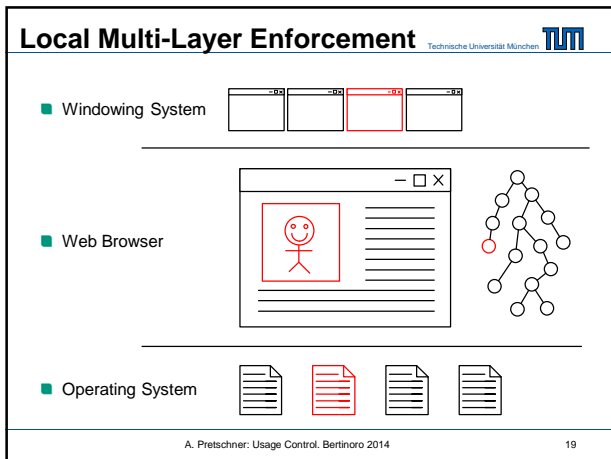 Local Multi-Layer Enforcement
Technische Universität München TUM
Windowing System
Web Browser
Operating System
A. Pretschner: Usage Control. Bertinoro 2014 19